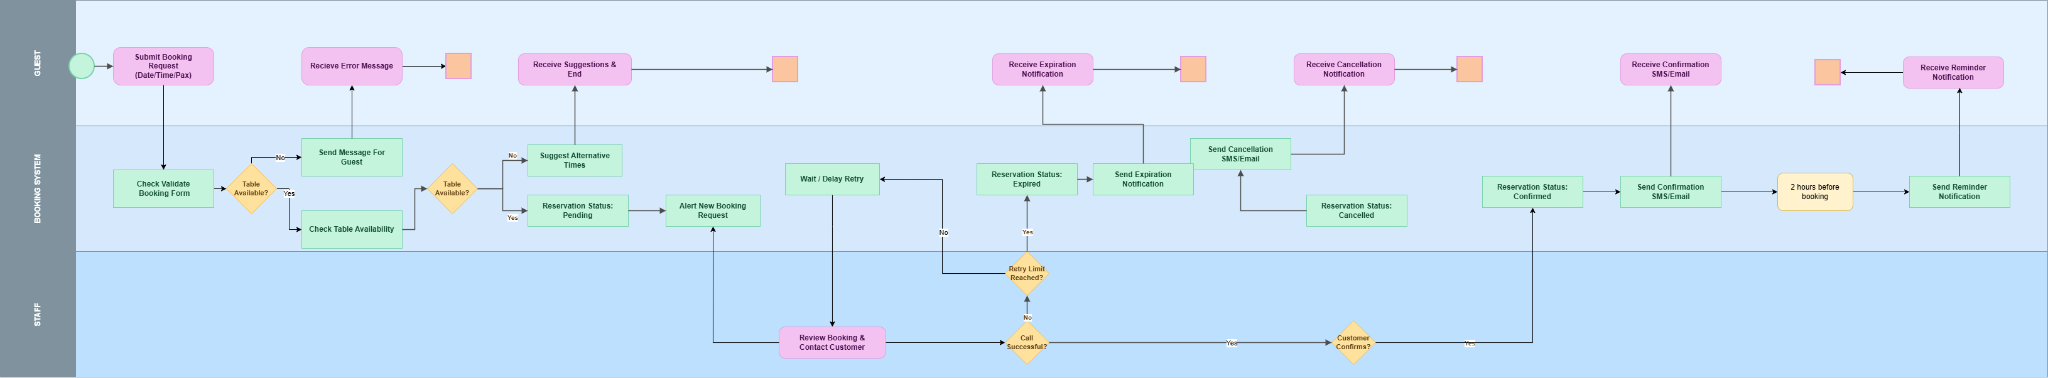 GUEST
Submit Booking
Request
(Date/Time/Pax)
Recieve Error Message
Receive Suggestions &
End
Receive Expiration
Notification
Receive Cancellation
Notification
Receive Confirmation
SMS/Email
Receive Reminder
Notification
BOOKING SYSTEM
Check Validate
Booking Form
Table
Available?
No
Yes
Send Message For
Guest
Check Table Availability
Table
Available?
No
Yes
Suggest Alternative
Times
Reservation Status:
Pending
Alert New Booking
Request
Wait / Delay Retry
No
Reservation Status:
Expired
Yes
Send Expiration
Notification
Send Cancellation
SMS/Email
Reservation Status:
Cancelled
Reservation Status:
Confirmed
Send Confirmation
SMS/Email
2 hours before
booking
Send Reminder
Notification
STAFF
Retry Limit
Reached?
No
Review Booking &
Contact Customer
Call
Successful?
Yes
Customer
Confirms?
Yes